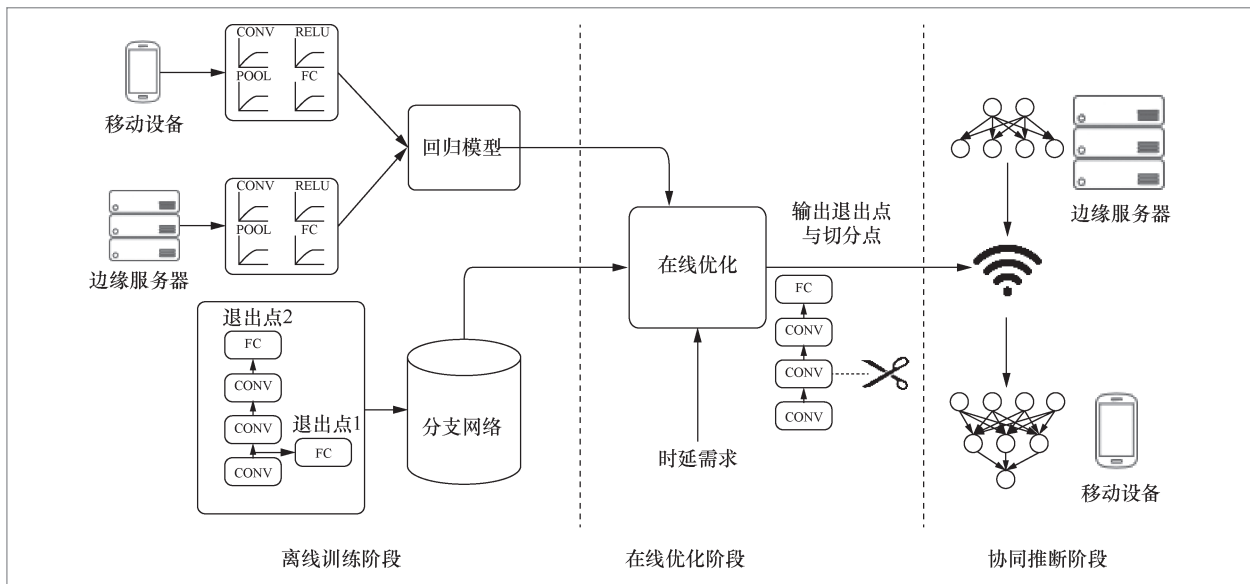 CONV RELU
POOL FC
移动设备
回归模型
CONV RELU
POOL FC
边缘服务器
退出点2
FC
CONV
CONV
退出点1
FC
CONV
分支网络
离线训练阶段
在线优化
时延需求
输出退出点
与切分点
FC
CONV
CONV
CONV
在线优化阶段
边缘服务器
移动设备
协同推断阶段